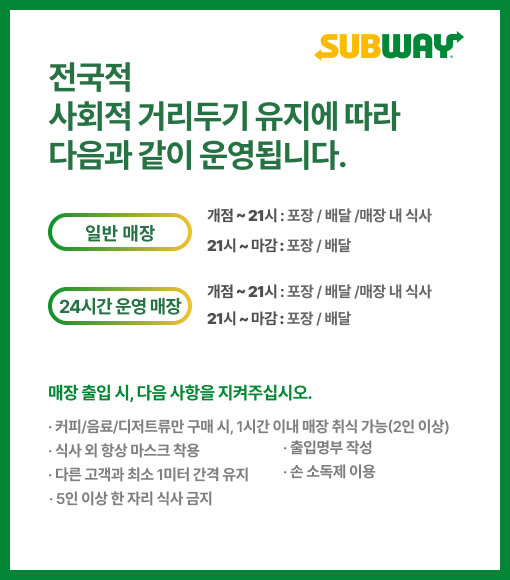 SUBWAY
전국적
사회적 거리두기 유지에 따라
다음과 같이 운영됩니다.
일반 매장
개점 ~ 21시 : 포장 / 배달 /매장 내 식사
21시 ~ 마감 : 포장 / 배달
24시간 운영 매장
개점 ~ 21시 : 포장 / 배달 /매장 내 식사
21시 ~ 마감 : 포장 / 배달
매장 출입 시, 다음 사항을 지켜주십시오.
· 커피/음료/디저트류만 구매 시, 1시간 이내 매장 취식 가능(2인 이상)
· 식사 외 항상 마스크 착용
· 다른 고객과 최소 1미터 간격 유지
· 5인 이상 한 자리 식사 금지
· 출입명부 작성
· 손 소독제 이용